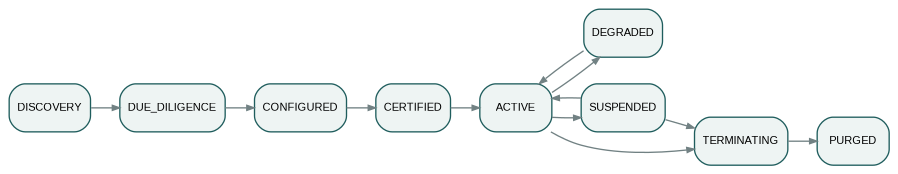 DEGRADED
DISCOVERY
DUE_DILIGENCE
CONFIGURED
CERTIFIED
ACTIVE
SUSPENDED
TERMINATING
PURGED